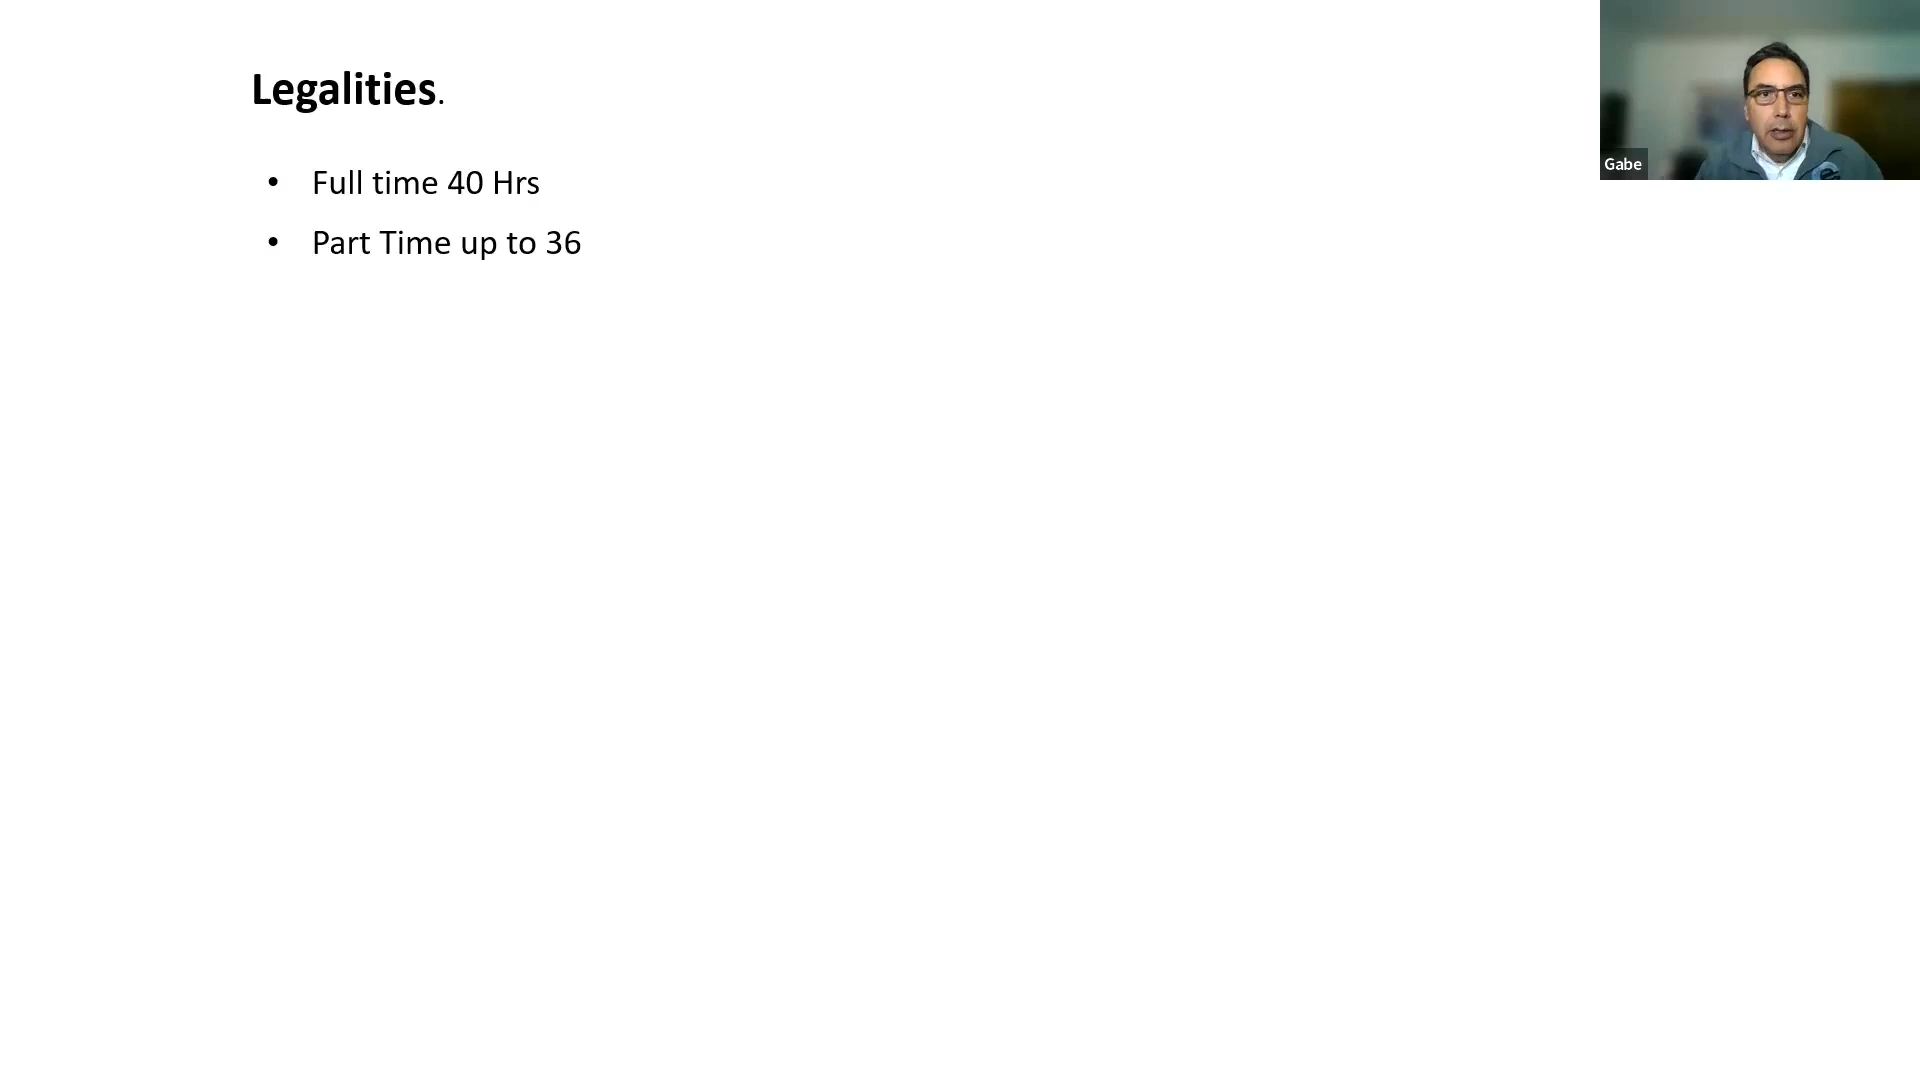 Legalities.
• Full time 40 Hrs
• Part Time up to 36
Gabe